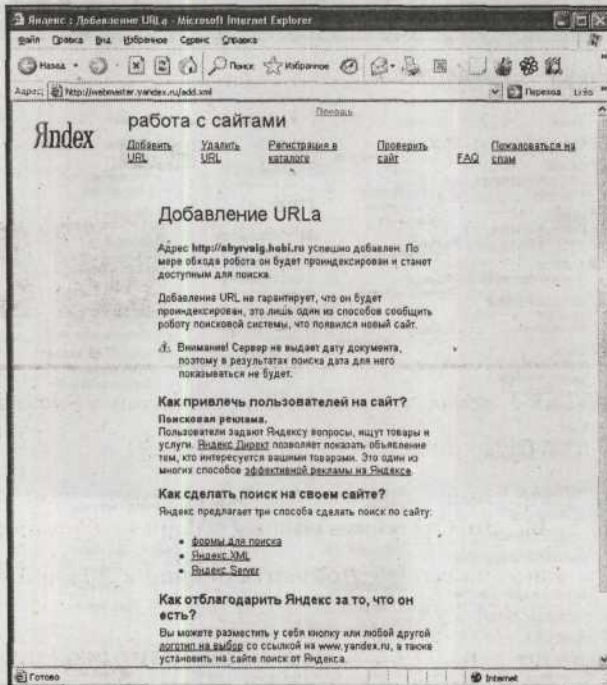 Яндекс : Добавление URLа - Microsoft Internet Explorer
Файл Правка Вид Избранное Сервис Справка
Назад Поиск Избранное
Адрес: http://webmaster.yandex.ru/add.xml Переход Links
Яndex
работа с сайтами
Помощь
Добавить URL Удалить URL Регистрация в каталоге Проверить сайт FAQ Пожаловаться на спам
Добавление URLа
Адрес http://abyrvalg.hobi.ru успешно добавлен. По
мере обхода робота он будет проиндексирован и станет
доступным для поиска.
Добавление URL не гарантирует, что он будет
проиндексирован, это лишь один из способов сообщить
роботу поисковой системы, что появился новый сайт.
Внимание! Сервер не выдает дату документа,
поэтому в результатах поиска дата для него
показываться не будет.
Как привлечь пользователей на сайт?
Поисковая реклама.
Пользователи задают Яндексу вопросы, ищут товары и
услуги. Яндекс.Директ позволяет показать объявление
тем, кто интересуется вашими товарами. Это один из
многих способов эффективной рекламы на Яндексе.
Как сделать поиск на своем сайте?
Яндекс предлагает три способа сделать поиск по сайту:
формы для поиска
Яндекс.XML
Яндекс.Server
Как отблагодарить Яндекс за то, что он
есть?
Вы можете разместить у себя кнопку или любой другой
логотип на выбор со ссылкой на www.yandex.ru, а также
установить на сайте поиск от Яндекса.
Готово Internet